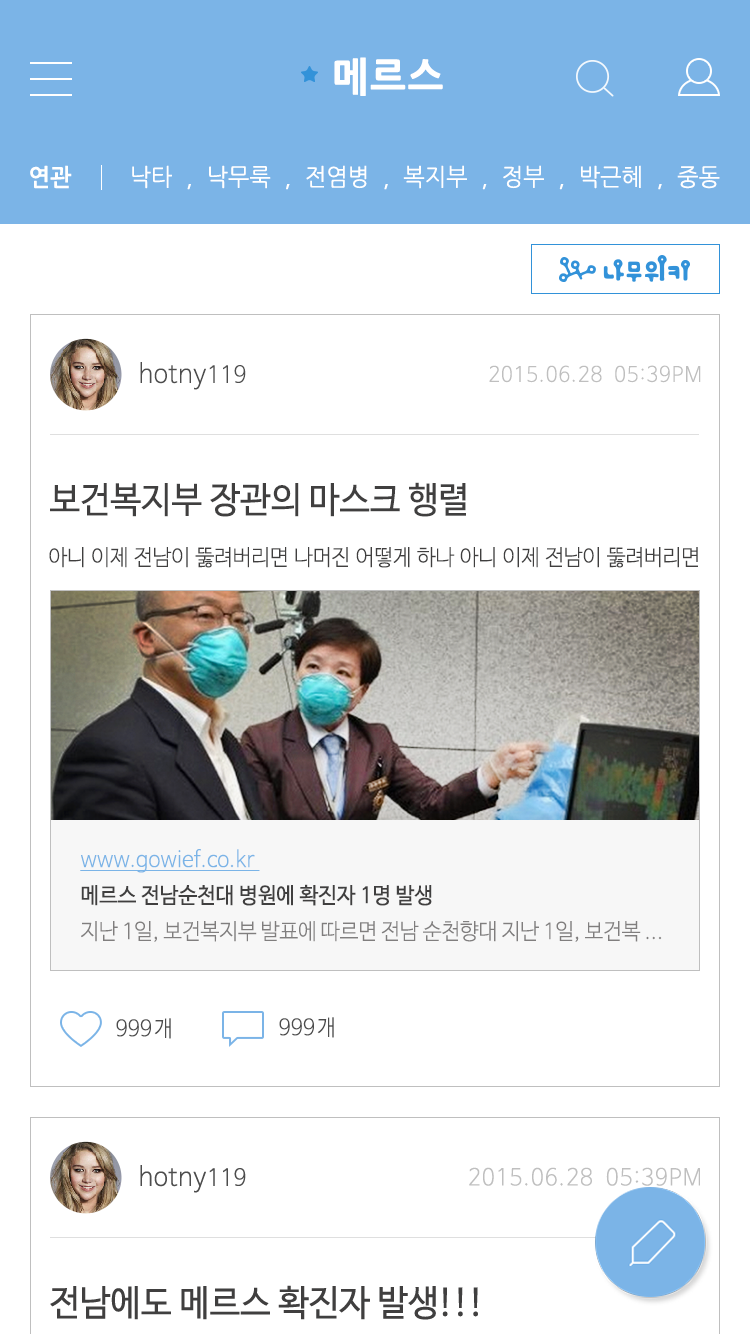 메르스
연관 | 낙타 , 낙무룩 , 전염병 , 복지부 , 정부 , 박근혜 , 중동
나무위키
hotny119 2015.06.28 05:39PM
보건복지부 장관의 마스크 행렬
아니 이제 전남이 뚫려버리면 나머진 어떻게 하나 아니 이제 전남이 뚫려버리면
www.gowief.co.kr
메르스 전남순천대 병원에 확진자 1명 발생
지난 1일, 보건복지부 발표에 따르면 전남 순천향대 지난 1일, 보건복 ...
999개 999개
hotny119 2015.06.28 05:39PM
전남에도 메르스 확진자 발생!!!